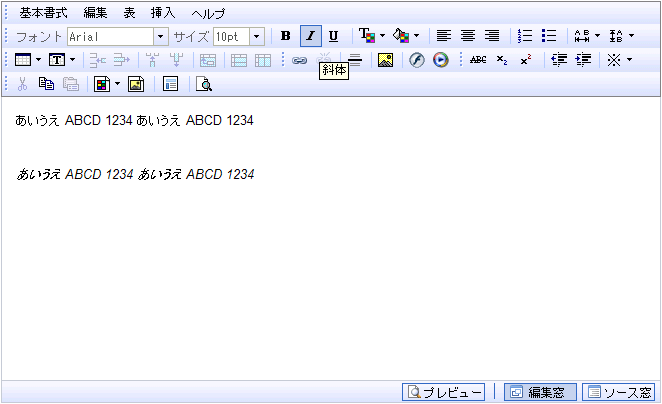 基本書式 編集 表 挿入 ヘルプ
フォント Arial サイズ 10pt B I U T A B A B
T 斜体 ABC x₂ x²
あいうえ ABCD 1234 あいうえ ABCD 1234
あいうえ ABCD 1234 あいうえ ABCD 1234
プレビュー 編集窓 ソース窓